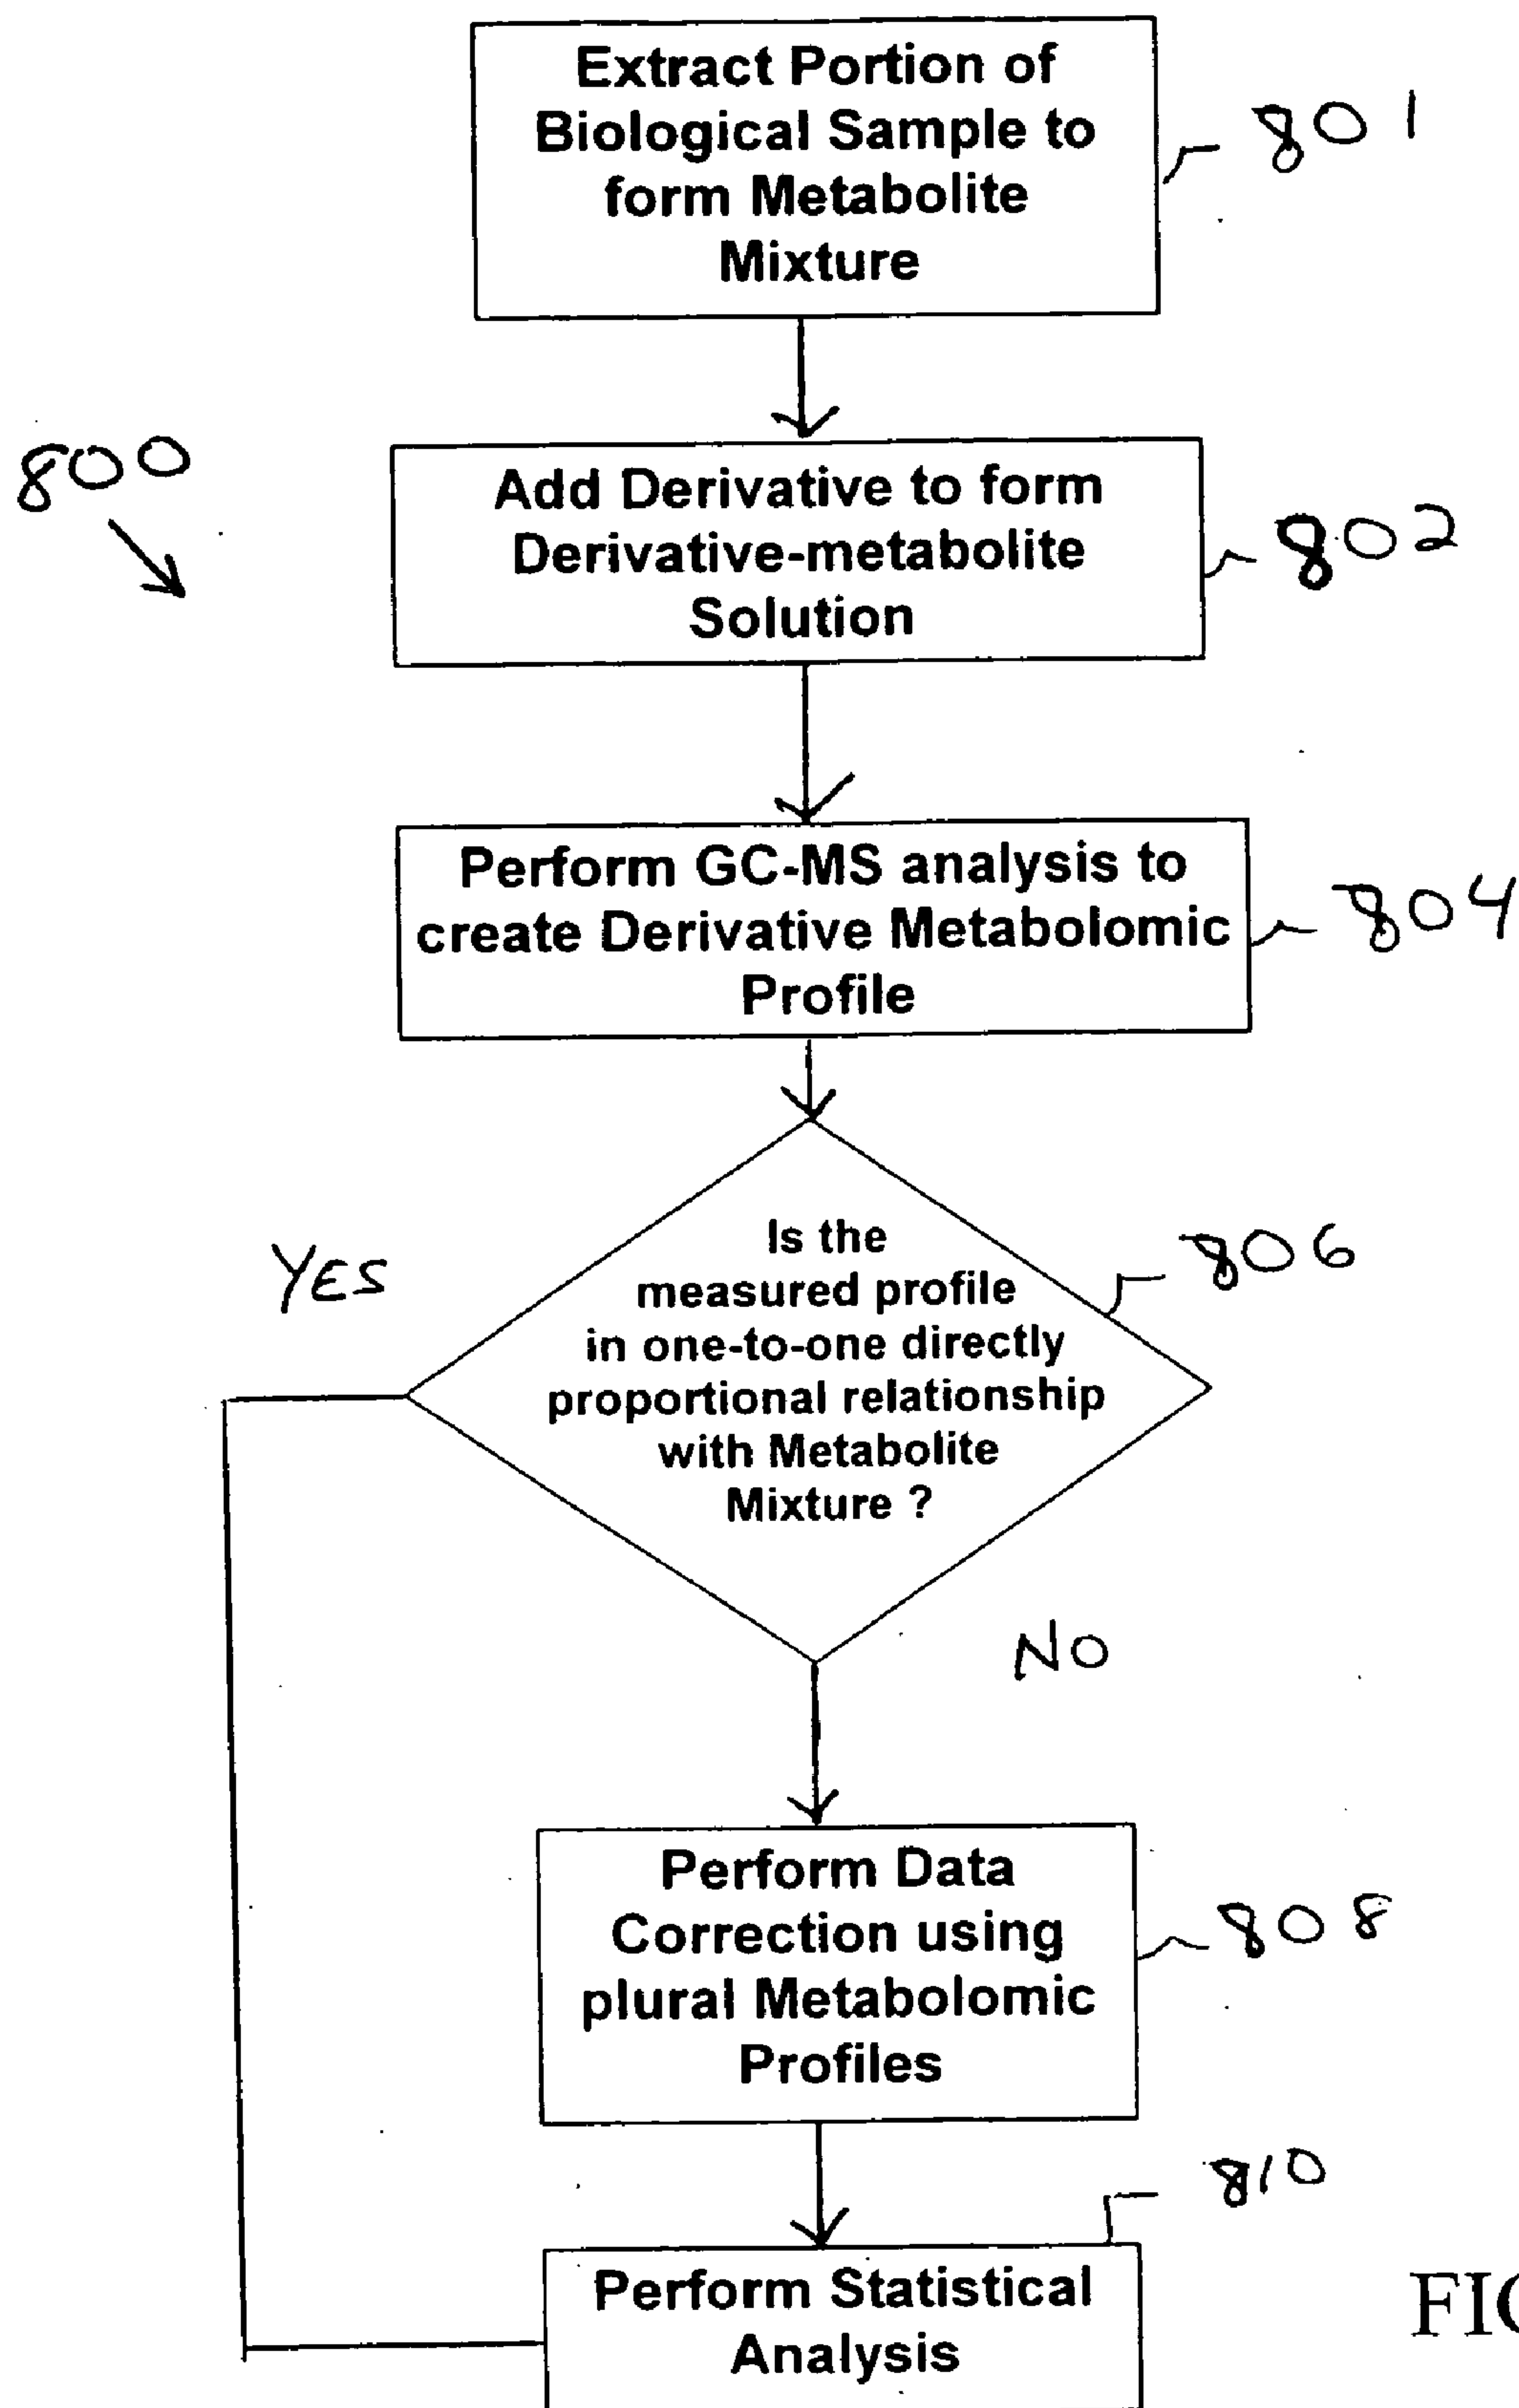 Extract Portion of
Biological Sample to
form Metabolite
Mixture
801
800
Add Derivative to form
Derivative-metabolite
Solution
802
Perform GC-MS analysis to
create Derivative Metabolomic
Profile
804
Is the
measured profile
in one-to-one directly
proportional relationship
with Metabolite
Mixture ?
806
YES
NO
Perform Data
Correction using
plural Metabolomic
Profiles
808
810
Perform Statistical
Analysis